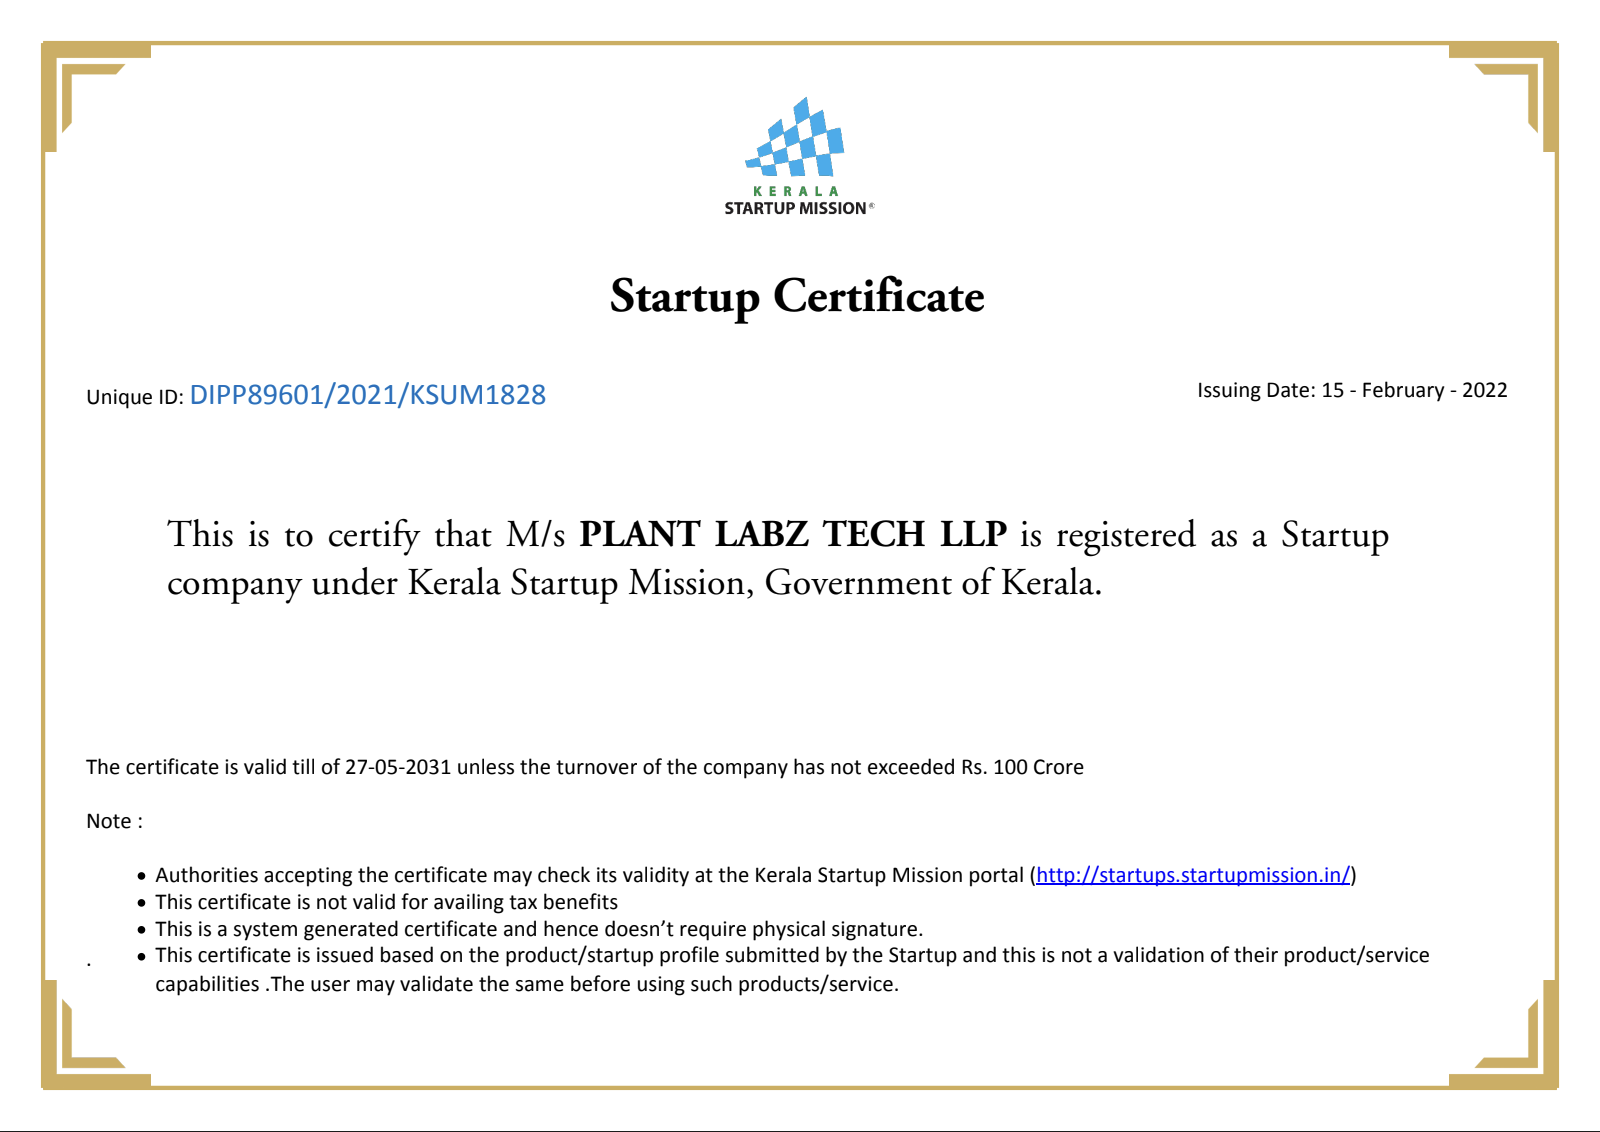 KERALA
STARTUP MISSION®
Startup Certificate
Unique ID: DIPP89601/2021/KSUM1828
Issuing Date: 15 - February - 2022
This is to certify that M/s PLANT LABZ TECH LLP is registered as a Startup
company under Kerala Startup Mission, Government of Kerala.
The certificate is valid till of 27-05-2031 unless the turnover of the company has not exceeded Rs. 100 Crore
Note :
• Authorities accepting the certificate may check its validity at the Kerala Startup Mission portal (http://startups.startupmission.in/)
• This certificate is not valid for availing tax benefits
• This is a system generated certificate and hence doesn’t require physical signature.
. • This certificate is issued based on the product/startup profile submitted by the Startup and this is not a validation of their product/service
capabilities .The user may validate the same before using such products/service.